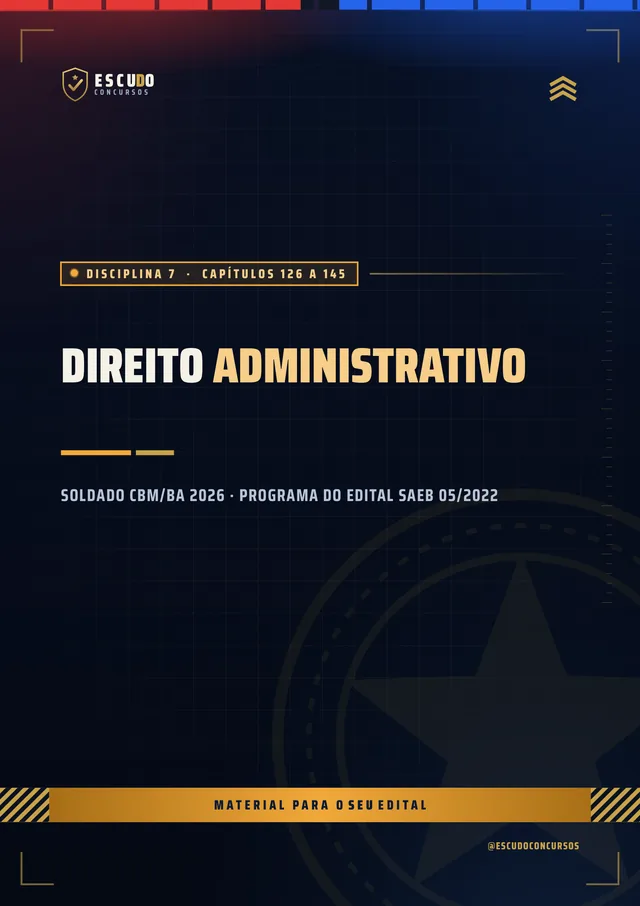 ESCUDO
CONCURSOS
DISCIPLINA 7 · CAPÍTULOS 126 A 145
DIREITO ADMINISTRATIVO
SOLDADO CBM/BA 2026 · PROGRAMA DO EDITAL SAEB 05/2022
MATERIAL PARA O SEU EDITAL
@ESCUDOCONCURSOS